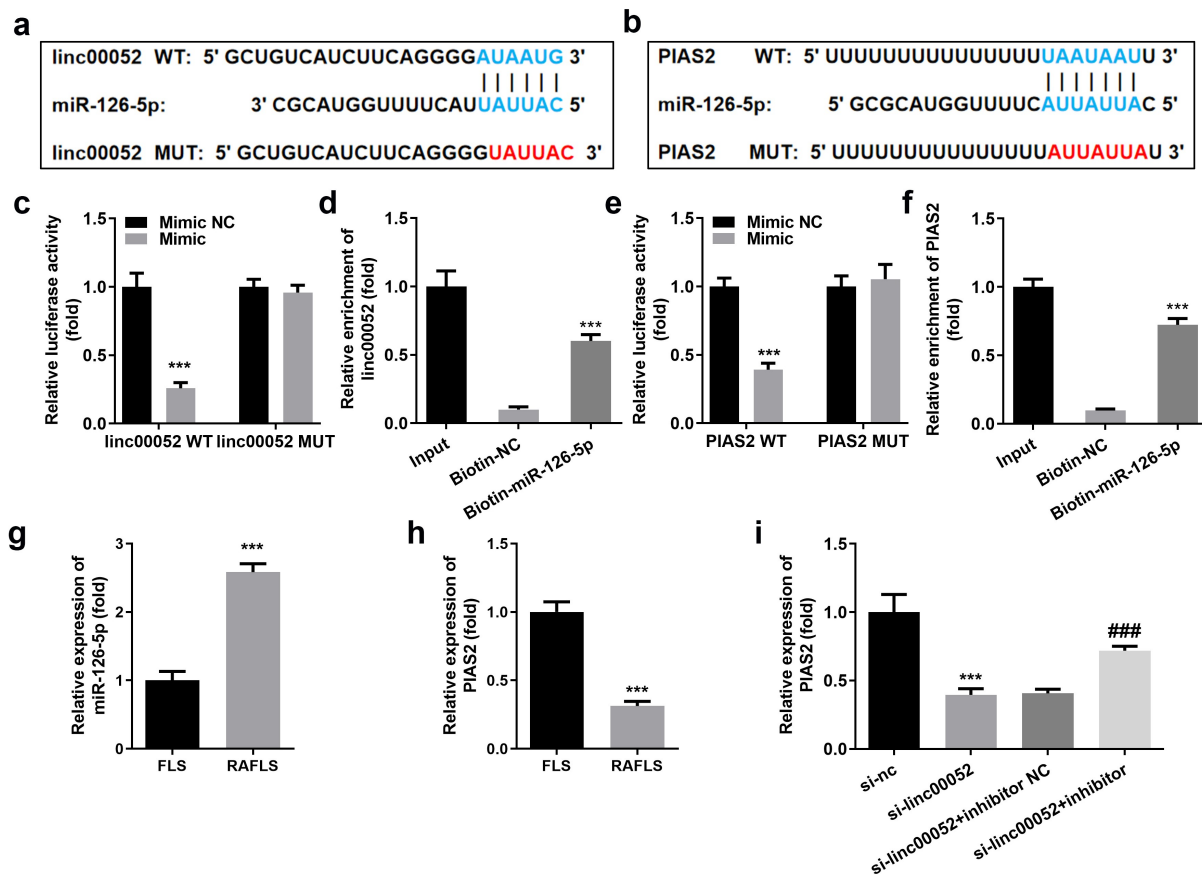 a
linc00052 WT: 5' GCUGUCAUCUUCAGGGGAUAAUG 3'
miR-126-5p: 3' CGCAUGGUUUUCAUUAUUAC 5'
linc00052 MUT: 5' GCUGUCAUCUUCAGGGGUAUUAC 3'
b
PIAS2 WT: 5' UUUUUUUUUUUUUUUUUAAUAAUU 3'
miR-126-5p: 5' GCGCAUGGUUUUCAUUAUUAC 5'
PIAS2 MUT: 5' UUUUUUUUUUUUUUUUAUUAUUAU 3'
c
Relative luciferase activity
(fold)
1.5
1.0
0.5
0.0
Mimic NC
Mimic
***
linc00052 WT linc00052 MUT
d
Relative enrichment of
linc00052 (fold)
1.5
1.0
0.5
0.0
***
Input
Biotin-NC
Biotin-miR-126-5p
e
Relative luciferase activity
(fold)
1.5
1.0
0.5
0.0
Mimic NC
Mimic
***
PIAS2 WT PIAS2 MUT
f
Relative enrichment of PIAS2
(fold)
1.5
1.0
0.5
0.0
***
Input
Biotin-NC
Biotin-miR-126-5p
g
Relative expression of
miR-126-5p (fold)
3
2
1
0
***
FLS RAFLS
h
Relative expression of
PIAS2 (fold)
1.5
1.0
0.5
0.0
***
FLS RAFLS
i
Relative expression of
PIAS2 (fold)
1.5
1.0
0.5
0.0
***
###
si-nc
si-linc00052
si-linc00052+inhibitor NC
si-linc00052+inhibitor